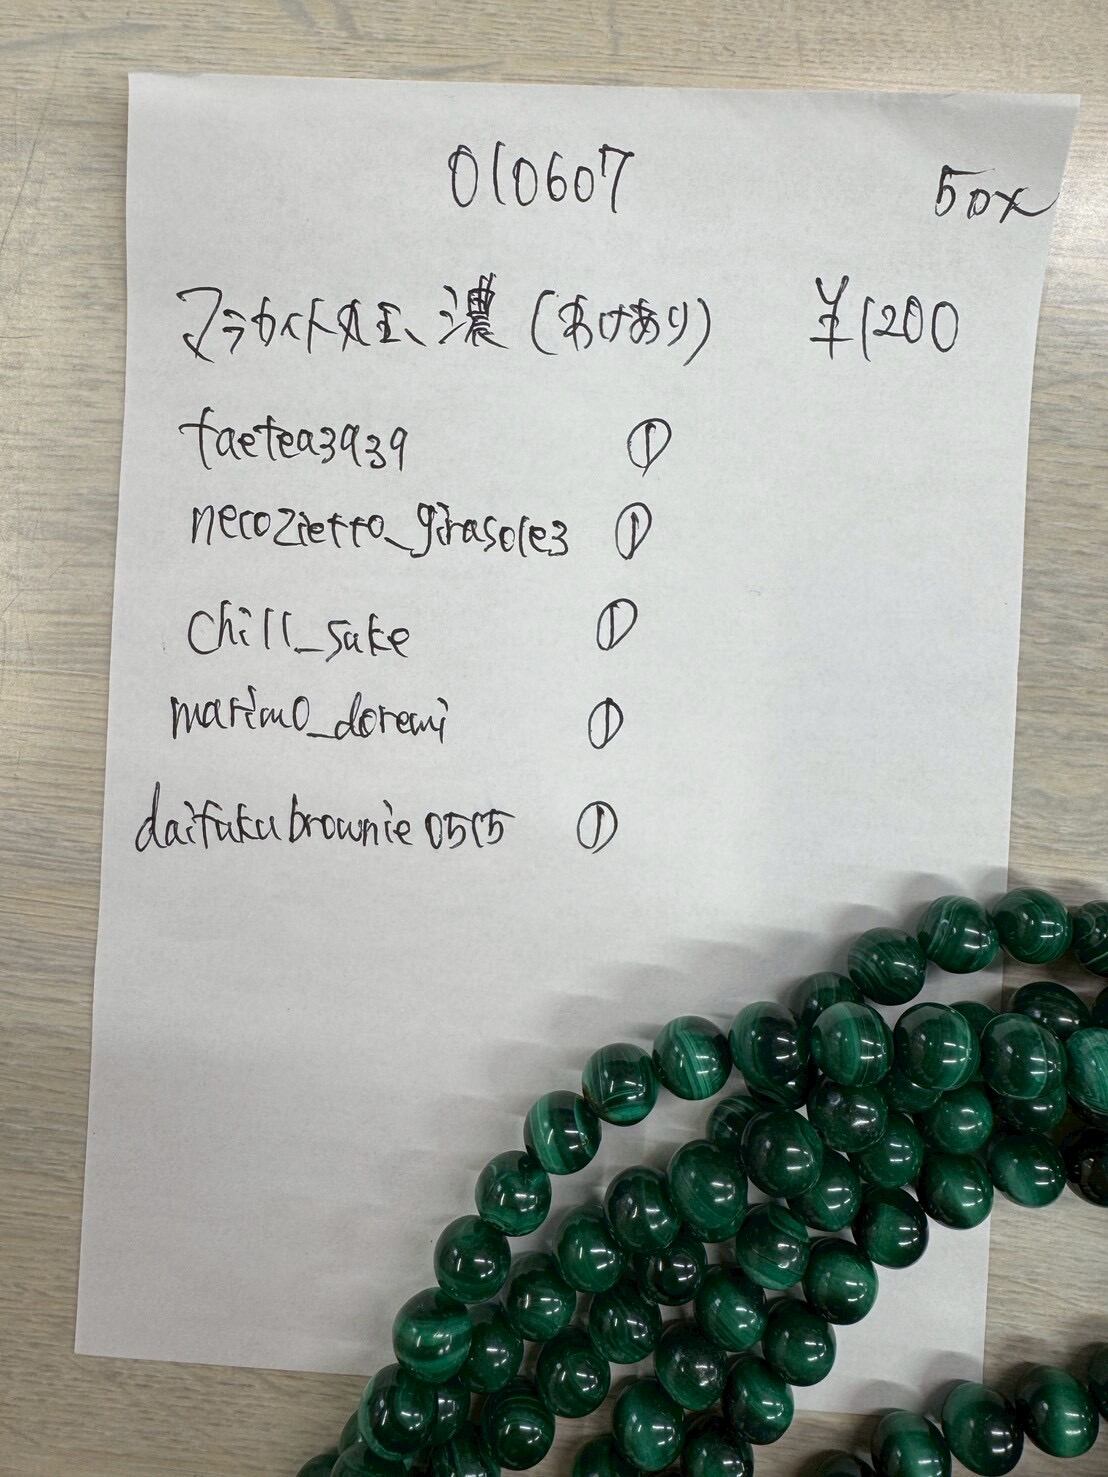 010607
50x
マラカイト丸玉、濃(わけあり) ¥1200
taetea3939 ①
necozietto_girasole3 ①
chill_sake ①
marimo_doremi ①
daifukubrownie0515 ①